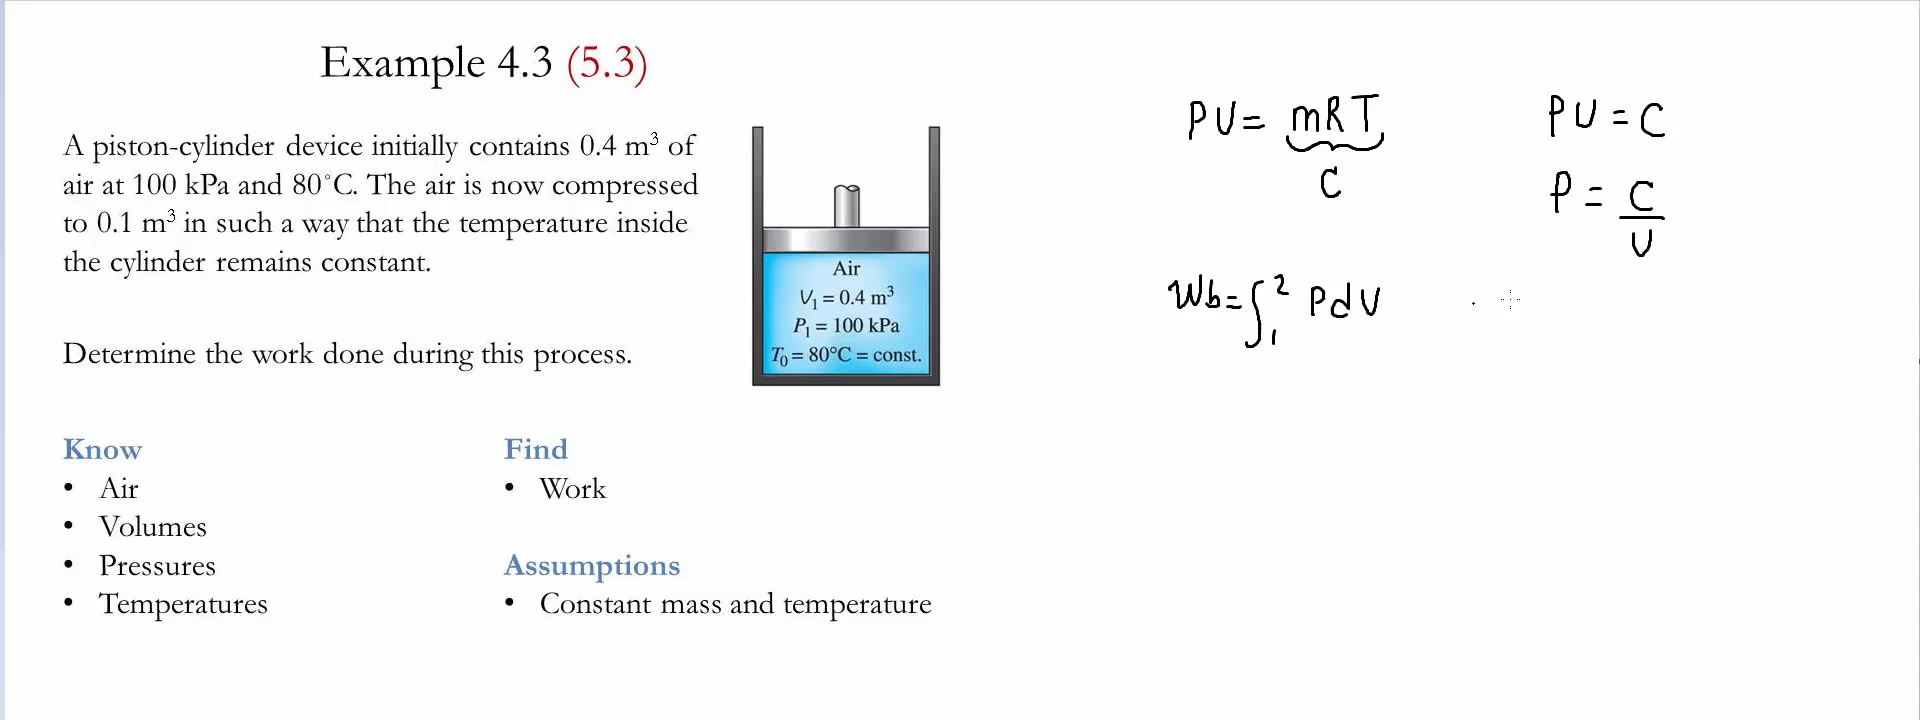 Example 4.3 (5.3)
A piston-cylinder device initially contains 0.4 m³ of
air at 100 kPa and 80°C. The air is now compressed
to 0.1 m³ in such a way that the temperature inside
the cylinder remains constant.
Determine the work done during this process.
Air
V₁ = 0.4 m³
P₁ = 100 kPa
T₀ = 80°C = const.
Know
• Air
• Volumes
• Pressures
• Temperatures
Find
• Work
Assumptions
• Constant mass and temperature
PV = mRT
C
PV = C
P = C/V
Wb = ∫₁² PdV